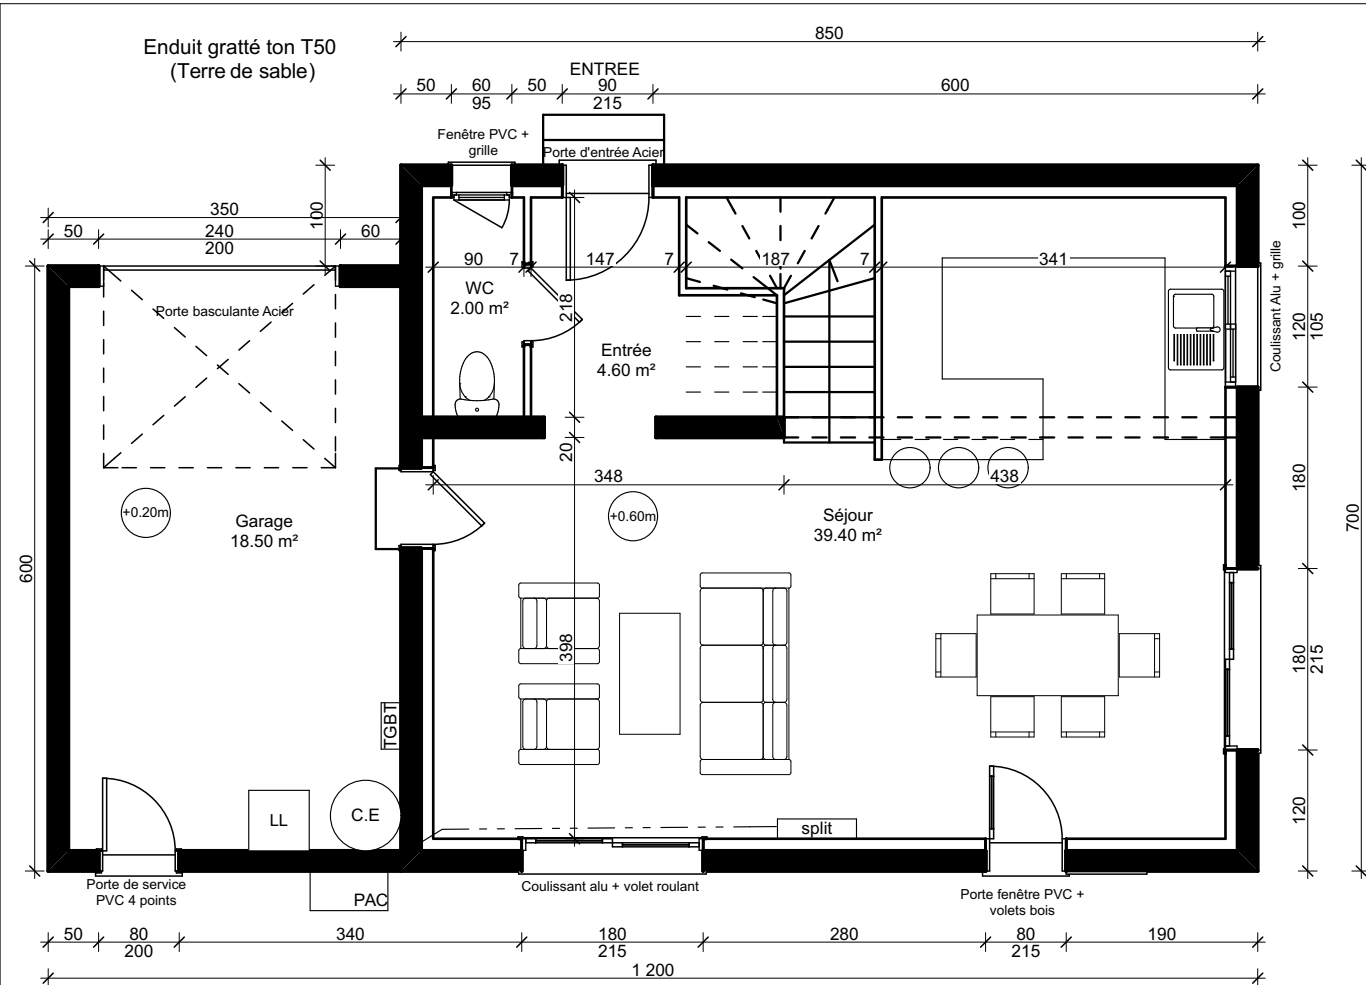 Enduit gratté ton T50
(Terre de sable)
850
ENTREE
50 60 50 90 600
95 215
Fenêtre PVC +
grille
Porte d'entrée Acier
350
50 240 60
200
100
Porte basculante Acier
90 7 147 7 187 7 341
WC
2.00 m²
218
Entrée
4.60 m²
Coulissant Alu + grille
100
120
105
180
180
215
120
700
20
348
438
+0.20m
Garage
18.50 m²
+0.60m
Séjour
39.40 m²
600
398
TGBT
LL
C.E
split
PAC
Porte de service
PVC 4 points
Coulissant alu + volet roulant
Porte fenêtre PVC +
volets bois
50 80 340 180 280 80 190
200 215 215
1 200